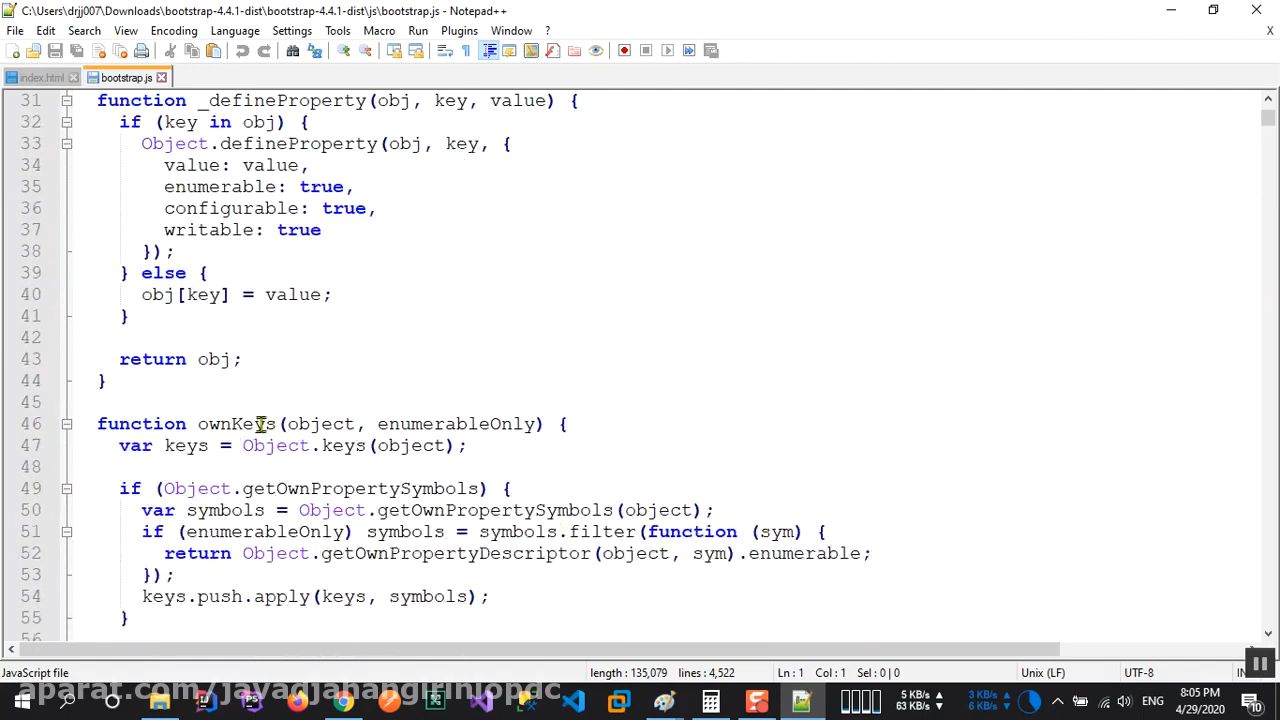 C:\Users\drjj007\Downloads\bootstrap-4.4.1-dist\bootstrap-4.4.1-dist\js\bootstrap.js - Notepad++
File Edit Search View Encoding Language Settings Tools Macro Run Plugins Window ? X
index.html bootstrap.js
31 function _defineProperty(obj, key, value) {
32 if (key in obj) {
33 Object.defineProperty(obj, key, {
34 value: value,
35 enumerable: true,
36 configurable: true,
37 writable: true
38 });
39 } else {
40 obj[key] = value;
41 }
42
43 return obj;
44 }
45
46 function ownKeys(object, enumerableOnly) {
47 var keys = Object.keys(object);
48
49 if (Object.getOwnPropertySymbols) {
50 var symbols = Object.getOwnPropertySymbols(object);
51 if (enumerableOnly) symbols = symbols.filter(function (sym) {
52 return Object.getOwnPropertyDescriptor(object, sym).enumerable;
53 });
54 keys.push.apply(keys, symbols);
55 }
56
JavaScript file length : 135,079 lines : 4,522 Ln : 1 Col : 1 Sel : 0 | 0 Unix (LF) UTF-8 IN
aparat.com/javadjahangiriniopdc
5 KB/s 3 KB/s ENG 8:05 PM
63 KB/s 6 KB/s 4/29/2020 10